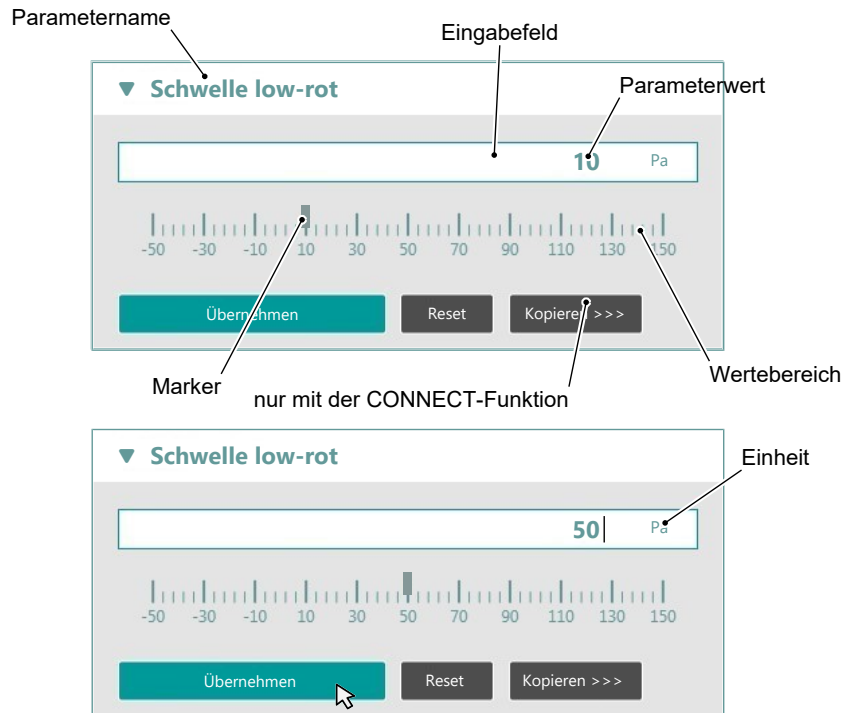 Parametername
Eingabefeld
Schwelle low-rot
Parameterwert
10 Pa
-50 -30 -10 10 30 50 70 90 110 130 150
Übernehmen Reset Kopieren >>>
Marker
nur mit der CONNECT-Funktion
Wertebereich
Schwelle low-rot
Einheit
50 Pa
-50 -30 -10 10 30 50 70 90 110 130 150
Übernehmen Reset Kopieren >>>